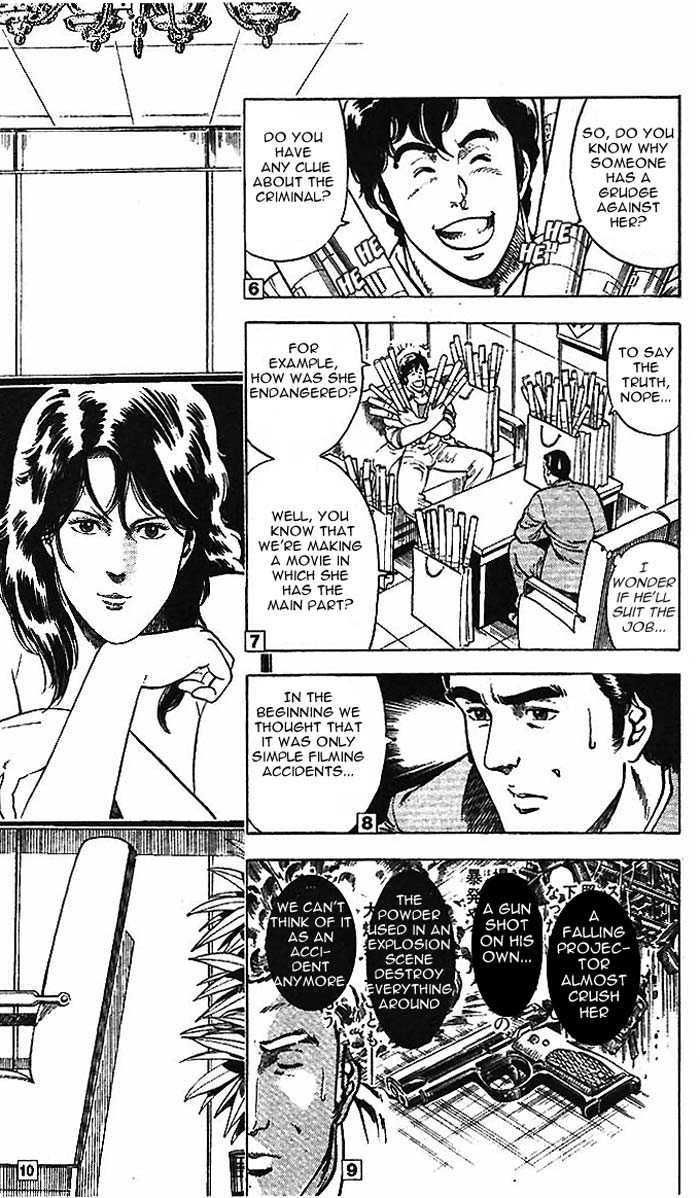 SO, DO YOU
KNOW WHY
SOMEONE
HAS A
GRUDGE
AGAINST
HER?
HE
HE
DO YOU
HAVE
ANY CLUE
ABOUT THE
CRIMINAL?
6
TO SAY
THE
TRUTH,
NOPE...
I
WONDER
IF HE'LL
SUIT THE
JOB...
FOR
EXAMPLE,
HOW WAS SHE
ENDANGERED?
WELL, YOU
KNOW THAT
WE'RE MAKING
A MOVIE IN
WHICH SHE
HAS THE
MAIN PART?
7
IN THE
BEGINNING WE
THOUGHT THAT
IT WAS ONLY
SIMPLE FILMING
ACCIDENTS...
8
A
FALLING
PROJEC-
TOR
ALMOST
CRUSH
HER
A GUN
SHOT
ON HIS
OWN...
THE
POWDER
USED IN AN
EXPLOSION
SCENE
DESTROY
EVERYTHING
AROUND
WE CAN'T
THINK OF IT
AS AN
ACCI-
DENT
ANYMORE
9
10